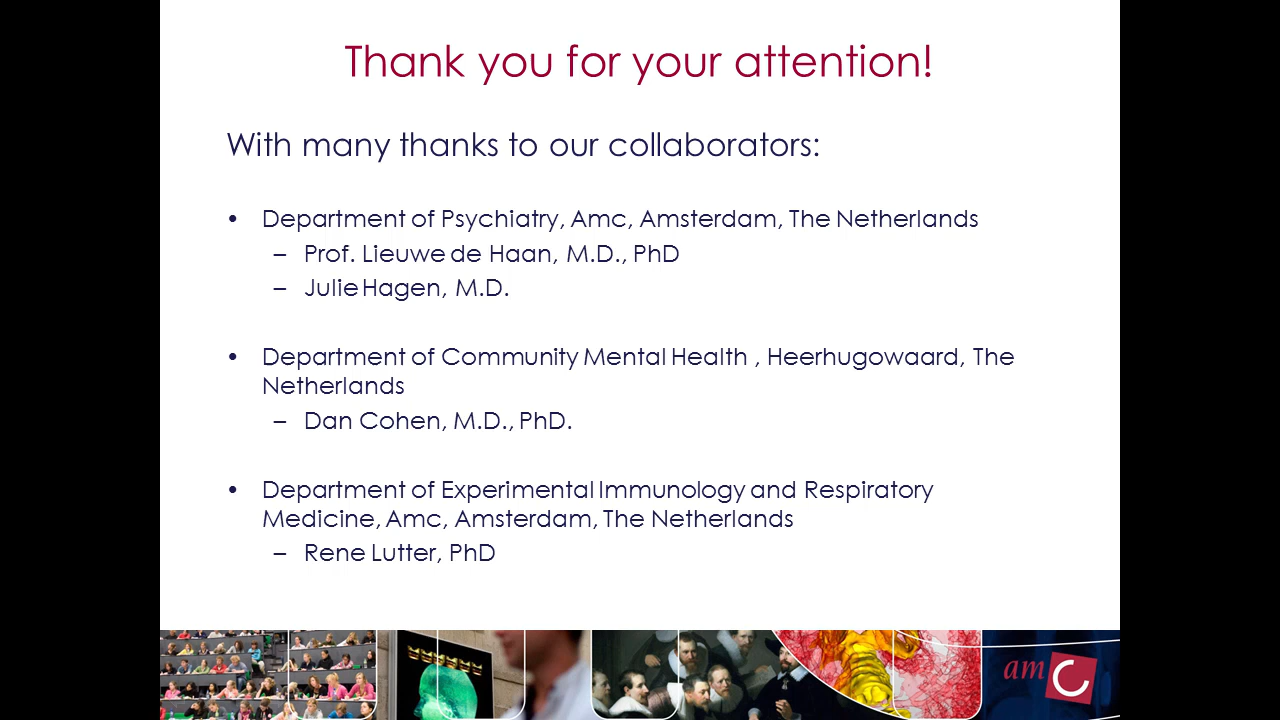 Thank you for your attention!
With many thanks to our collaborators:
• Department of Psychiatry, Amc, Amsterdam, The Netherlands
– Prof. Lieuwe de Haan, M.D., PhD
– Julie Hagen, M.D.
• Department of Community Mental Health , Heerhugowaard, The
Netherlands
– Dan Cohen, M.D., PhD.
• Department of Experimental Immunology and Respiratory
Medicine, Amc, Amsterdam, The Netherlands
– Rene Lutter, PhD
amC